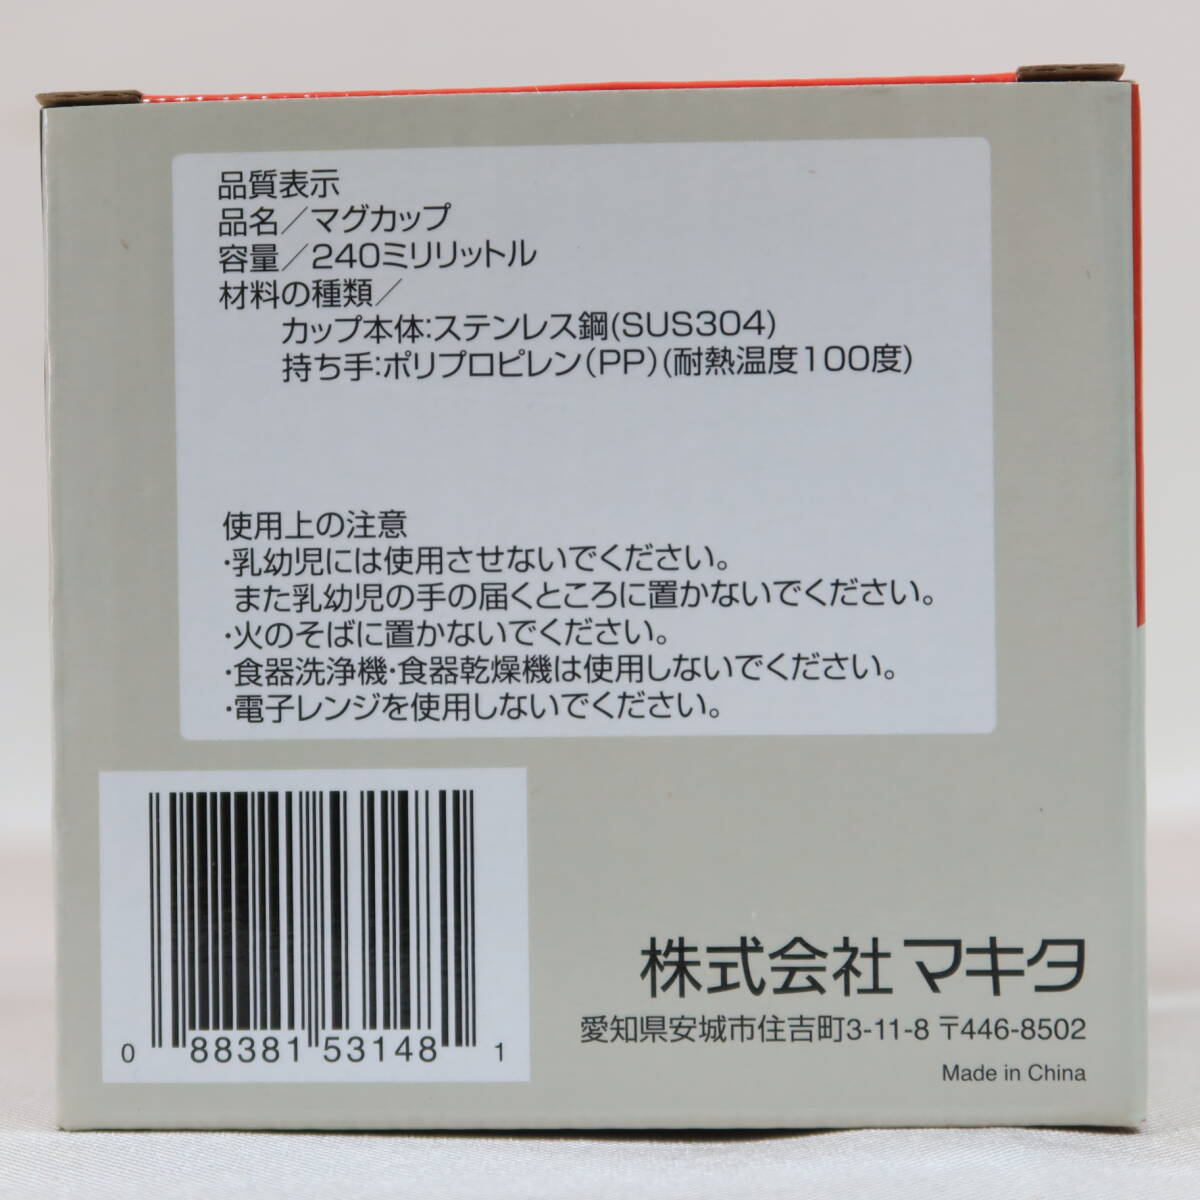 品質表示
品名／マグカップ
容量／240ミリリットル
材料の種類／
カップ本体:ステンレス鋼(SUS304)
持ち手:ポリプロピレン(PP)(耐熱温度100度)
使用上の注意
・乳幼児には使用させないでください。
また乳幼児の手の届くところに置かないでください。
・火のそばに置かないでください。
・食器洗浄機・食器乾燥機は使用しないでください。
・電子レンジを使用しないでください。
0 88381 53148 1
株式会社 マキタ
愛知県安城市住吉町3-11-8 〒446-8502
Made in China